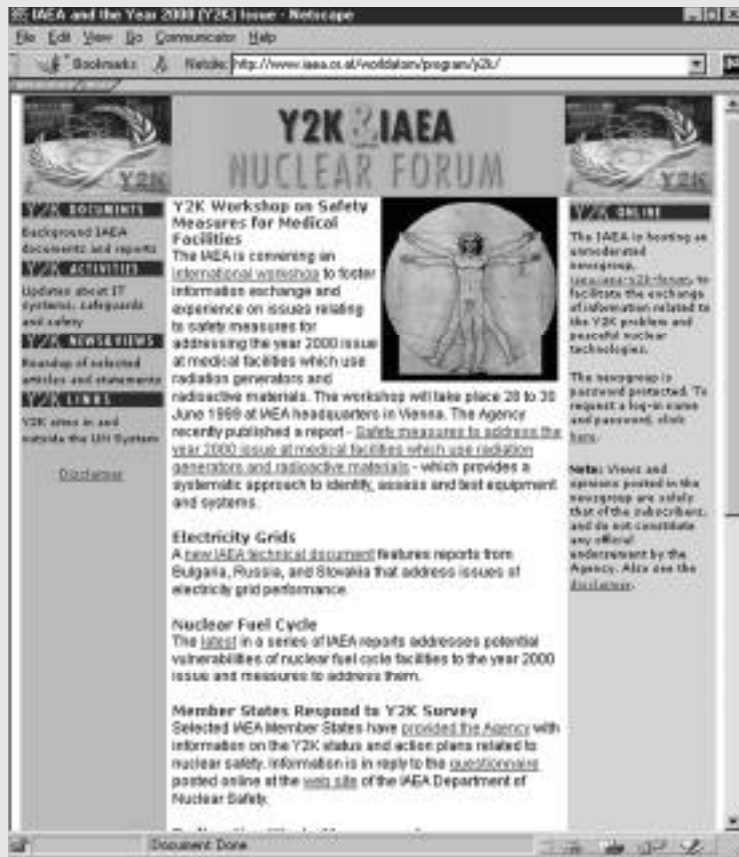 IAEA and the Year 2000 (Y2K) Issue - Netscape
File Edit View Go Communicator Help
Bookmarks Netsite: http://www.iaea.or.at/worldatom/program/y2k/
Y2K
Y2K & IAEA
NUCLEAR FORUM
Y2K
Y2K DOCUMENTS
Background IAEA
documents and reports
Y2K ACTIVITIES
Updates about IT
systems, safeguards
and safety
Y2K NEWS&VIEWS
Roundup of selected
articles and statements
Y2K LINKS
Y2K sites in and
outside the UN System
Disclaimer
Y2K Workshop on Safety
Measures for Medical
Facilities
The IAEA is convening an
international workshop to foster
information exchange and
experience on issues relating
to safety measures for
addressing the year 2000 issue
at medical facilities which use
radiation generators and
radioactive materials. The workshop will take place 28 to 30
June 1999 at IAEA headquarters in Vienna. The Agency
recently published a report - Safety measures to address the
year 2000 issue at medical facilities which use radiation
generators and radioactive materials - which provides a
systematic approach to identify, assess and test equipment
and systems.
Electricity Grids
A new IAEA technical document features reports from
Bulgaria, Russia, and Slovakia that address issues of
electricity grid performance.
Nuclear Fuel Cycle
The latest in a series of IAEA reports addresses potential
vulnerabilities of nuclear fuel cycle facilities to the year 2000
issue and measures to address them.
Member States Respond to Y2K Survey
Selected IAEA Member States have provided the Agency with
information on the Y2K status and action plans related to
nuclear safety. Information is in reply to the questionnaire
posted online at the web site of the IAEA Department of
Nuclear Safety.
Y2K ONLINE
The IAEA is hosting an
unmoderated
newsgroup,
to
facilitate the exchange
of information related to
the Y2K problem and
peaceful nuclear
technologies.
The newsgroup is
password protected. To
request a log-in name
and password, click
here.
Note: Views and
opinions posted in the
newsgroup are solely
that of the subscribers,
and do not constitute
any official
endorsement by the
Agency. Also see the
disclaimer.
Document: Done